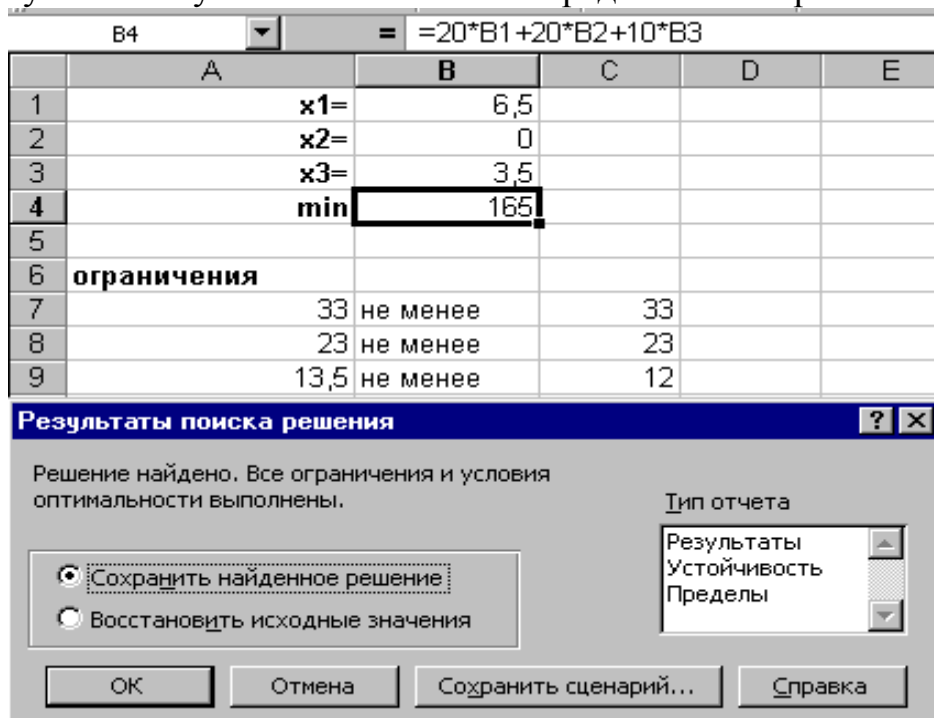 B4 = =20*B1+20*B2+10*B3
A B C D E
1 x1= 6,5
2 x2= 0
3 x3= 3,5
4 min 165
5
6 ограничения
7 33 не менее 33
8 23 не менее 23
9 13,5 не менее 12
Результаты поиска решения ? ×
Решение найдено. Все ограничения и условия
оптимальности выполнены.
Тип отчета
Результаты
Устойчивость
Пределы
Сохранить найденное решение
Восстановить исходные значения
ОК Отмена Сохранить сценарий... Справка